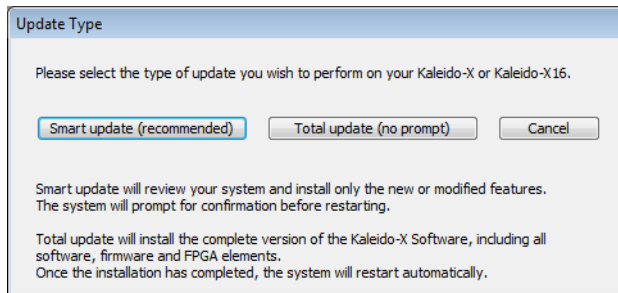 Update Type
Please select the type of update you wish to perform on your Kaleido-X or Kaleido-X16.
Smart update (recommended) Total update (no prompt) Cancel
Smart update will review your system and install only the new or modified features.
The system will prompt for confirmation before restarting.
Total update will install the complete version of the Kaleido-X Software, including all
software, firmware and FPGA elements.
Once the installation has completed, the system will restart automatically.